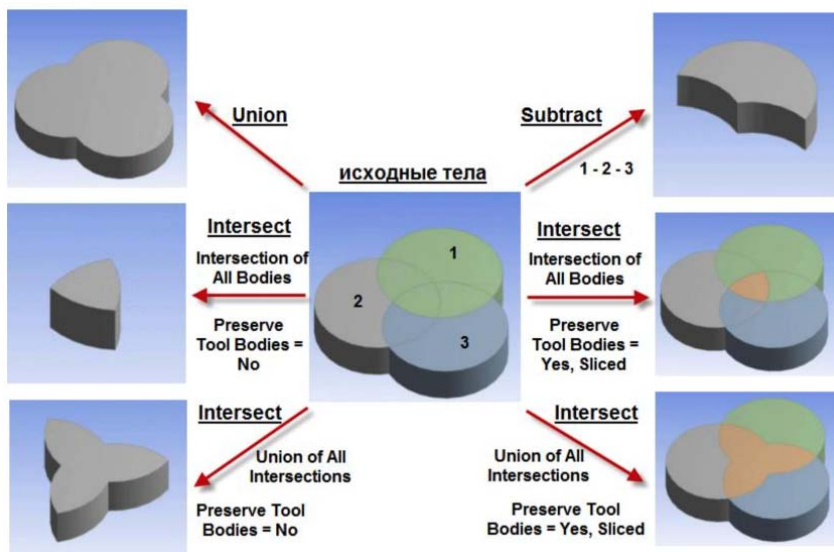 Union
Subtract
1 - 2 - 3
исходные тела
1
2
3
Intersect
Intersection of
All Bodies
Preserve
Tool Bodies =
No
Intersect
Intersection of
All Bodies
Preserve
Tool Bodies =
Yes, Sliced
Intersect
Union of All
Intersections
Preserve Tool
Bodies = No
Intersect
Union of All
Intersections
Preserve Tool
Bodies = Yes, Sliced